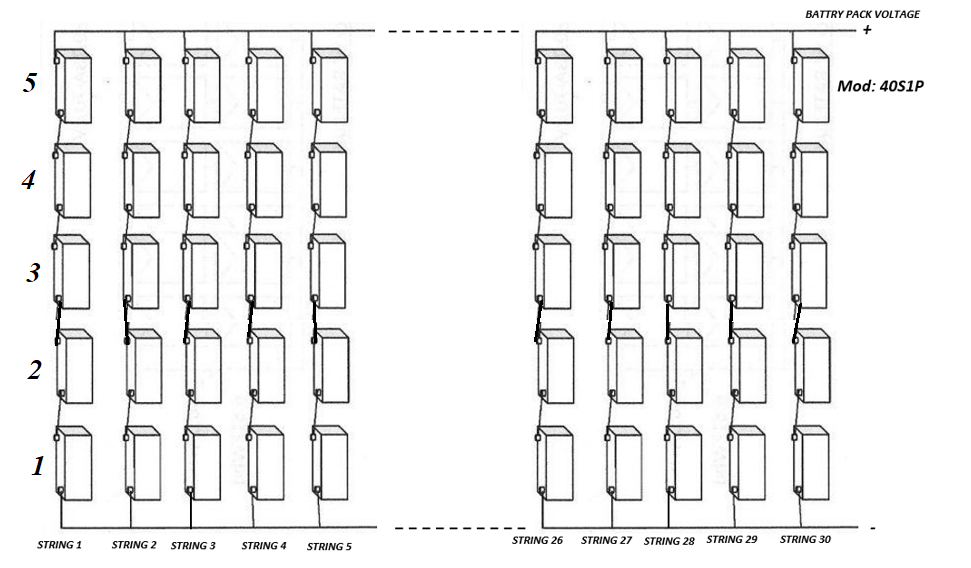 BATTRY PACK VOLTAGE
+
5
Mod: 40S1P
4
3
2
1
-
STRING 1 STRING 2 STRING 3 STRING 4 STRING 5 STRING 26 STRING 27 STRING 28 STRING 29 STRING 30